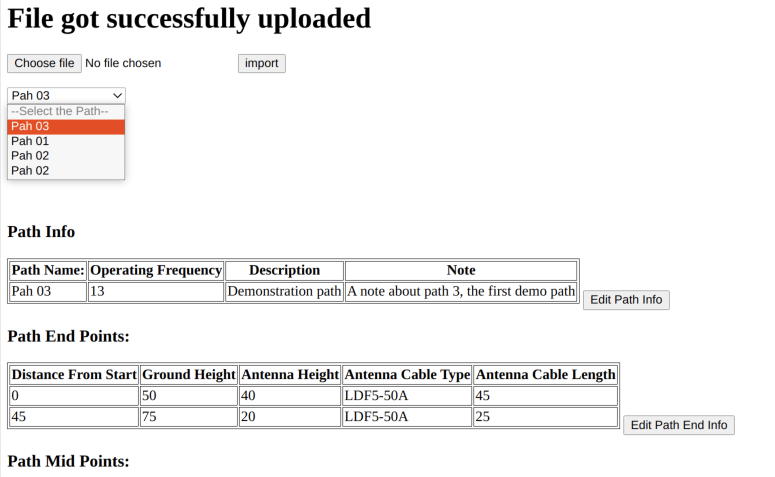 File got successfully uploaded
Choose file No file chosen import
Pah 03
--Select the Path--
Pah 03
Pah 01
Pah 02
Pah 02
Path Info
Path Name: Operating Frequency Description Note
Pah 03 13 Demonstration path A note about path 3, the first demo path
Edit Path Info
Path End Points:
Distance From Start Ground Height Antenna Height Antenna Cable Type Antenna Cable Length
0 50 40 LDF5-50A 45
45 75 20 LDF5-50A 25
Edit Path End Info
Path Mid Points: